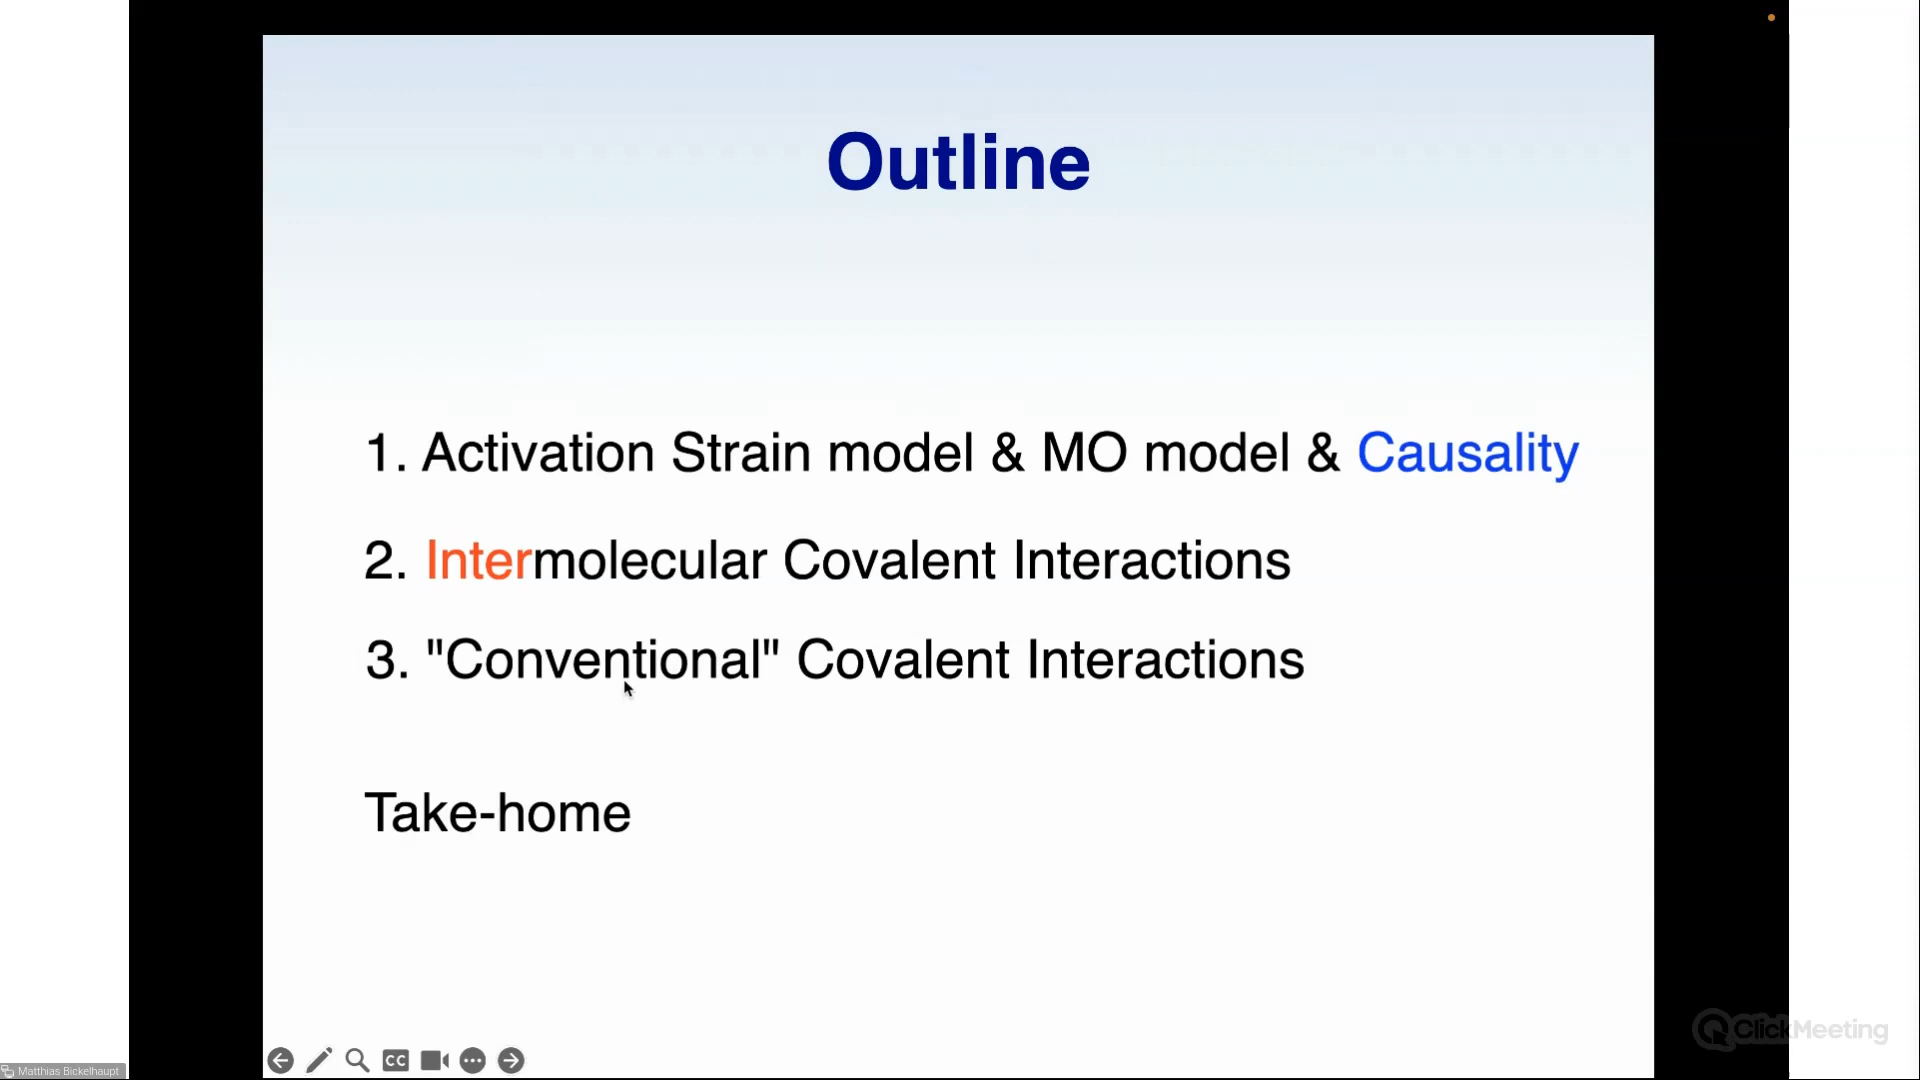 Outline
1. Activation Strain model & MO model & Causality
2. Intermolecular Covalent Interactions
3. "Conventional" Covalent Interactions
Take-home
CC
ClickMeeting
Matthias Bickelhaupt